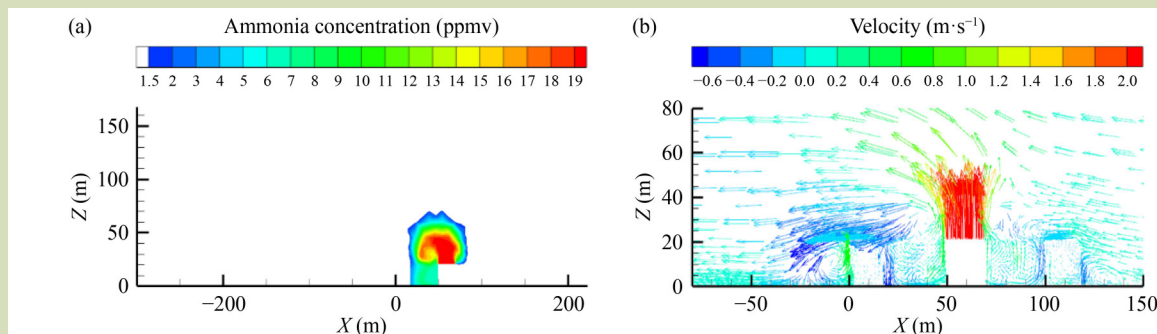 (a) Ammonia concentration (ppmv)
1.5 2 3 4 6 7 8 9 10 11 12 13 14 15 16 17 18 19
150
100
50
0
Z (m)
−200 0 200
X (m)
(b) Velocity (m·s⁻¹)
−0.6 −0.4 −0.2 0.0 0.2 0.4 0.6 0.8 1.0 1.2 1.4 1.6 1.8 2.0
80
60
40
20
0
Z (m)
−50 0 50 100 150
X (m)